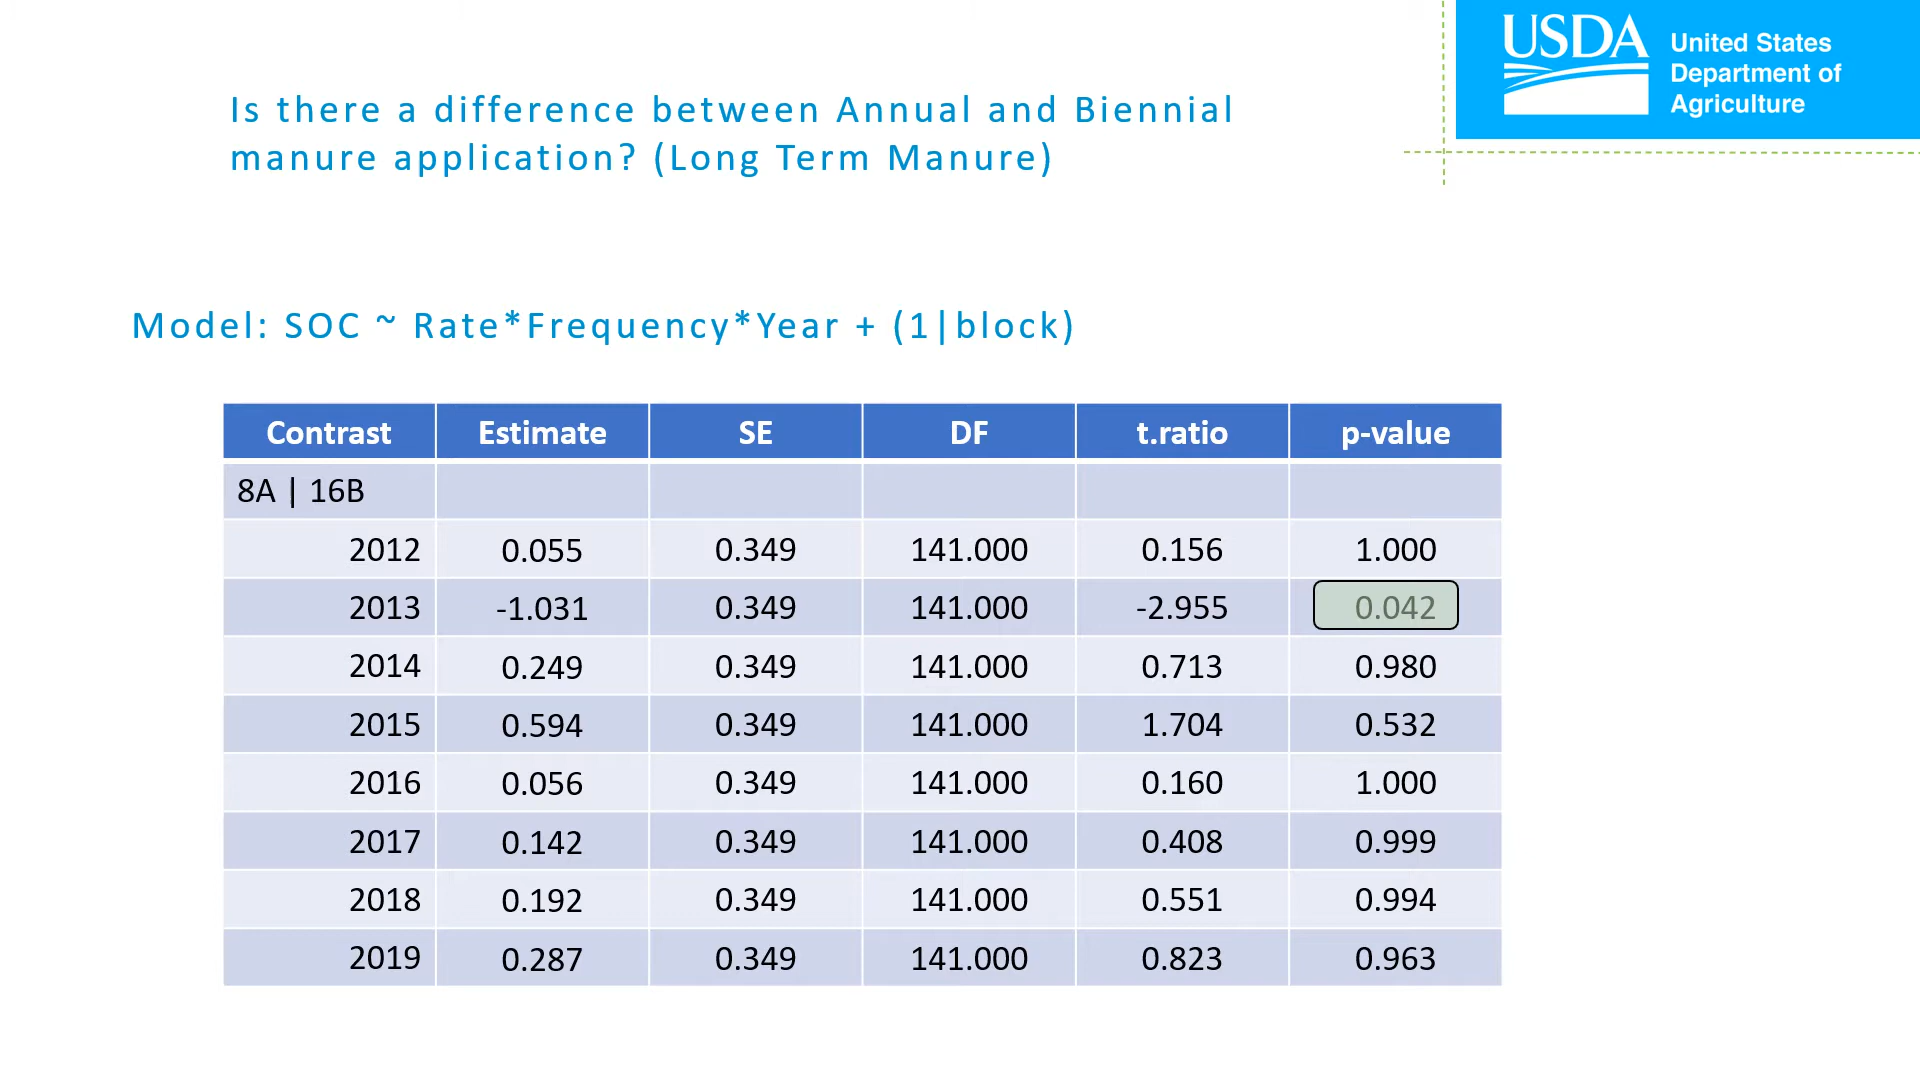 USDA
United States
Department of
Agriculture
Is there a difference between Annual and Biennial
manure application? (Long Term Manure)
Model: SOC ~ Rate*Frequency*Year + (1|block)
Contrast Estimate SE DF t.ratio p-value
8A | 16B
2012 0.055 0.349 141.000 0.156 1.000
2013 -1.031 0.349 141.000 -2.955 0.042
2014 0.249 0.349 141.000 0.713 0.980
2015 0.594 0.349 141.000 1.704 0.532
2016 0.056 0.349 141.000 0.160 1.000
2017 0.142 0.349 141.000 0.408 0.999
2018 0.192 0.349 141.000 0.551 0.994
2019 0.287 0.349 141.000 0.823 0.963